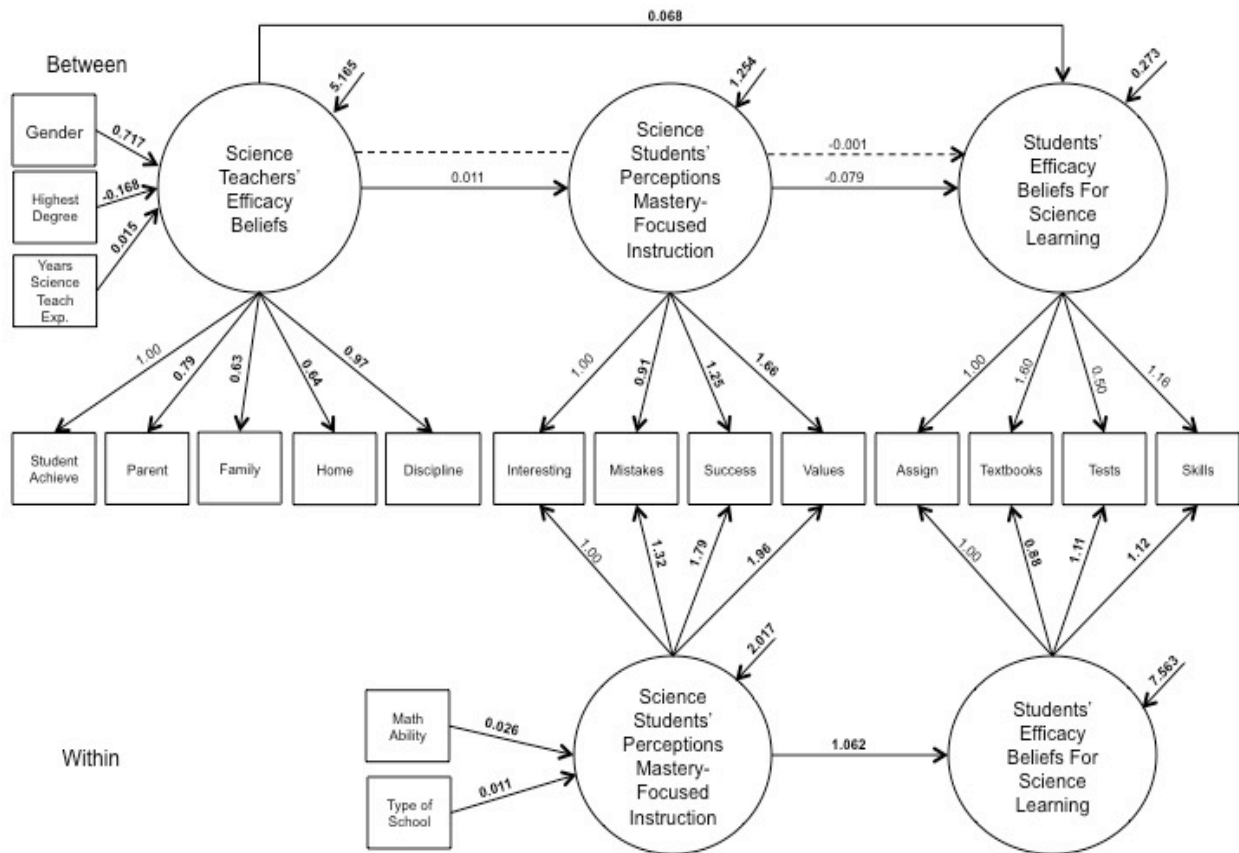 0.068
Between
5.165
1.254
0.273
Gender
0.717
Highest
Degree
-0.168
Years
Science
Teach
Exp.
0.015
Science
Teachers'
Efficacy
Beliefs
0.011
Science
Students'
Perceptions
Mastery-
Focused
Instruction
-0.001
-0.079
Students'
Efficacy
Beliefs For
Science
Learning
1.00
0.79
0.63
0.64
0.97
1.00
0.91
1.25
1.66
1.00
1.60
0.50
1.16
Student
Achieve
Parent
Family
Home
Discipline
Interesting
Mistakes
Success
Values
Assign
Textbooks
Tests
Skills
1.00
1.32
1.79
1.96
1.00
0.88
1.11
1.12
2.017
7.563
Within
Math
Ability
0.026
Type of
School
0.011
Science
Students'
Perceptions
Mastery-
Focused
Instruction
1.062
Students'
Efficacy
Beliefs For
Science
Learning